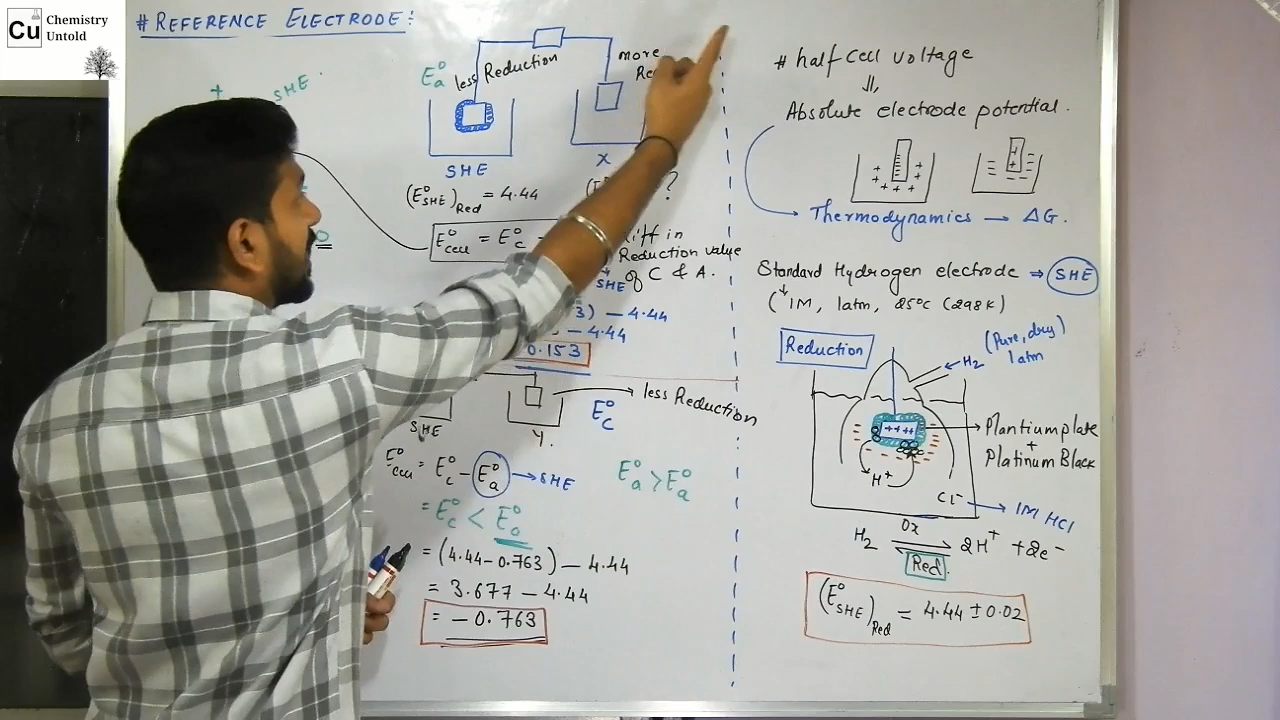 Cu
Chemistry
Untold
# REFERENCE ELECTRODE:
+ SHE
E°a less Reduction
more
SHE
X
(E°SHE)Red = 4.44
?
E°cell = E°c -
diff in
Reduction value
of C & A.
SHE
3) - 4.44
- 4.44
0.153
less Reduction
E°c
SHE
Y.
E°cell = E°c - E°a → SHE
E°a > E°a
= E°c < E°a
= (4.44-0.763) - 4.44
= 3.677 - 4.44
= - 0.763
# half cell voltage
Absolute electrode potential.
Thermodynamics → ΔG.
Standard Hydrogen electrode ⇒ SHE
(1M, 1atm, 25°C (298K)
Reduction
H2
(Pure, dry)
1atm
Plantium plate
+
Platinum Black
H+
Cl-
1M HCl
Ox
H2 ⇌ 2H+ + 2e-
Red.
(E°SHE)Red = 4.44 ± 0.02